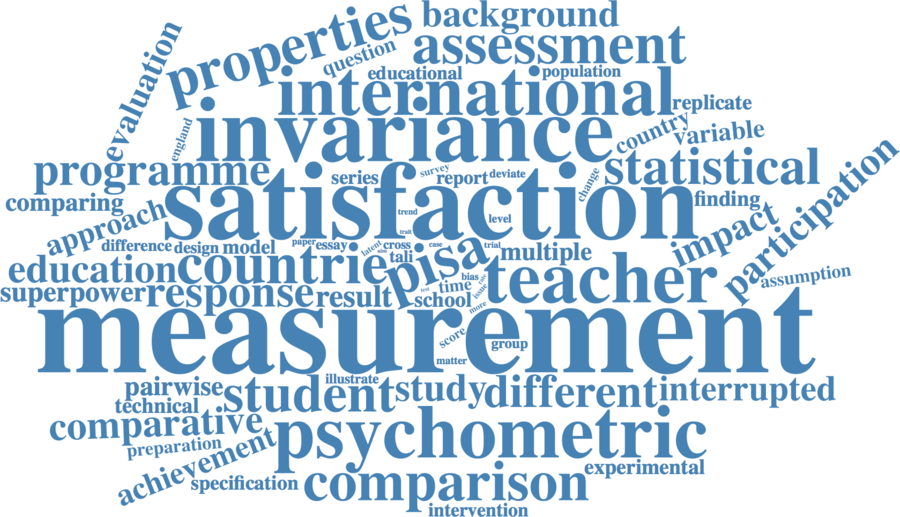 background
properties
assessment
question
evaluation
educational
population
international
replicate
invariance
england
country
variable
programme
statistical
satisfaction
series
survey
report
deviate
change
participation
comparing
finding
approach
trend
level
trait
impact
difference
design
model
paper
essay
latent
cross
case
trial
multiple
tali
education
countrie
pisa
teacher
assumption
bias
time
superpower
response
result
school
issue
test
more
measurement
score
group
matter
pairwise
illustrate
student
study
different
interrupted
technical
comparative
psychometric
preparation
achievement
experimental
specification
comparison
intervention